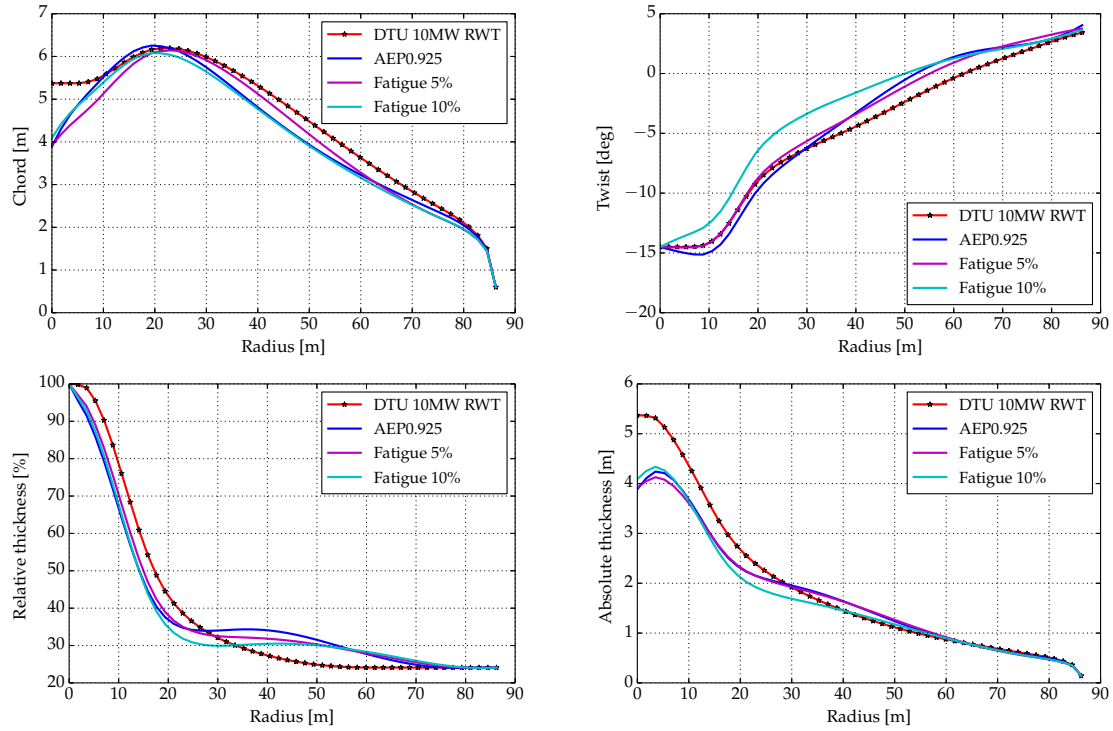 7
6
5
4
3
2
1
0
Chord [m]
0 10 20 30 40 50 60 70 80 90
Radius [m]
DTU 10MW RWT
AEP0.925
Fatigue 5%
Fatigue 10%
5
0
−5
−10
−15
−20
Twist [deg]
0 10 20 30 40 50 60 70 80 90
Radius [m]
DTU 10MW RWT
AEP0.925
Fatigue 5%
Fatigue 10%
100
90
80
70
60
50
40
30
20
Relative thickness [%]
0 10 20 30 40 50 60 70 80 90
Radius [m]
DTU 10MW RWT
AEP0.925
Fatigue 5%
Fatigue 10%
6
5
4
3
2
1
0
Absolute thickness [m]
0 10 20 30 40 50 60 70 80 90
Radius [m]
DTU 10MW RWT
AEP0.925
Fatigue 5%
Fatigue 10%